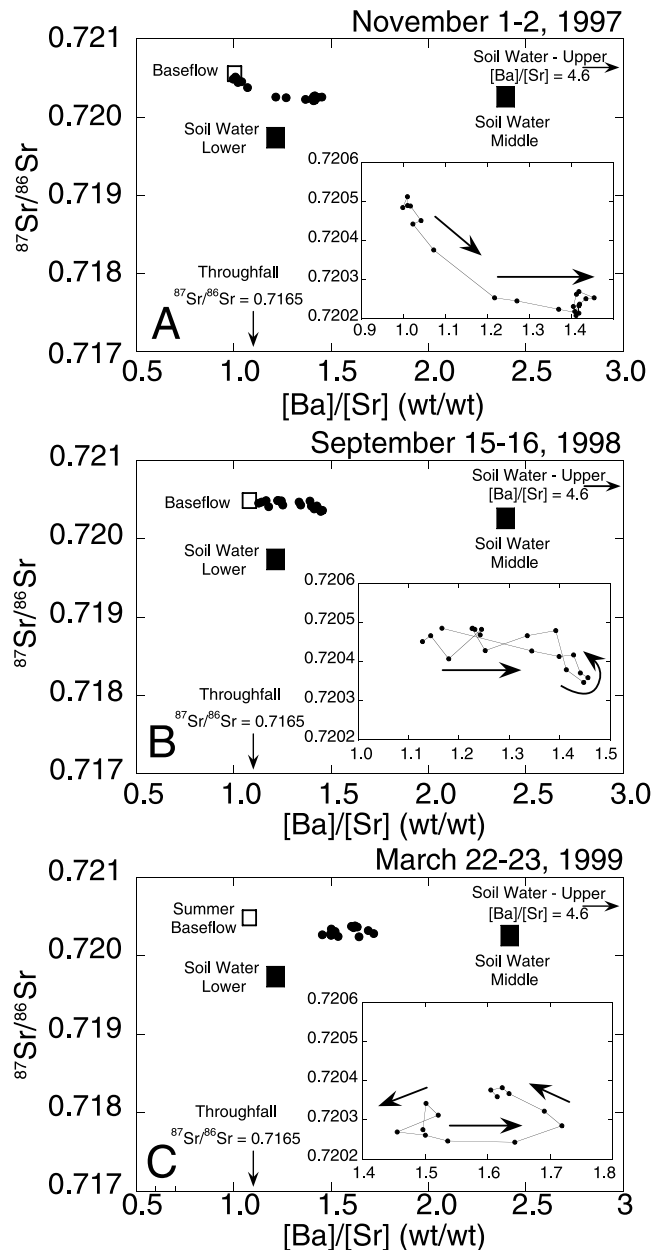 November 1-2, 1997
0.721
Baseflow
Soil Water - Upper
[Ba]/[Sr] = 4.6
0.720
Soil Water
Lower
Soil Water
Middle
0.719
87Sr/86Sr
0.718
Throughfall
87Sr/86Sr = 0.7165
A
0.717
0.7206
0.7205
0.7204
0.7203
0.7202
0.9 1.0 1.1 1.2 1.3 1.4
0.5 1.0 1.5 2.0 2.5 3.0
[Ba]/[Sr] (wt/wt)
September 15-16, 1998
0.721
Baseflow
Soil Water - Upper
[Ba]/[Sr] = 4.6
0.720
Soil Water
Lower
Soil Water
Middle
0.719
87Sr/86Sr
0.718
Throughfall
87Sr/86Sr = 0.7165
B
0.717
0.7206
0.7205
0.7204
0.7203
0.7202
1.0 1.1 1.2 1.3 1.4 1.5
0.5 1.0 1.5 2.0 2.5 3.0
[Ba]/[Sr] (wt/wt)
March 22-23, 1999
0.721
Summer
Baseflow
Soil Water - Upper
[Ba]/[Sr] = 4.6
0.720
Soil Water
Lower
Soil Water
Middle
0.719
87Sr/86Sr
0.718
Throughfall
87Sr/86Sr = 0.7165
C
0.717
0.7206
0.7205
0.7204
0.7203
0.7202
1.4 1.5 1.6 1.7 1.8
0.5 1.0 1.5 2.0 2.5 3
[Ba]/[Sr] (wt/wt)